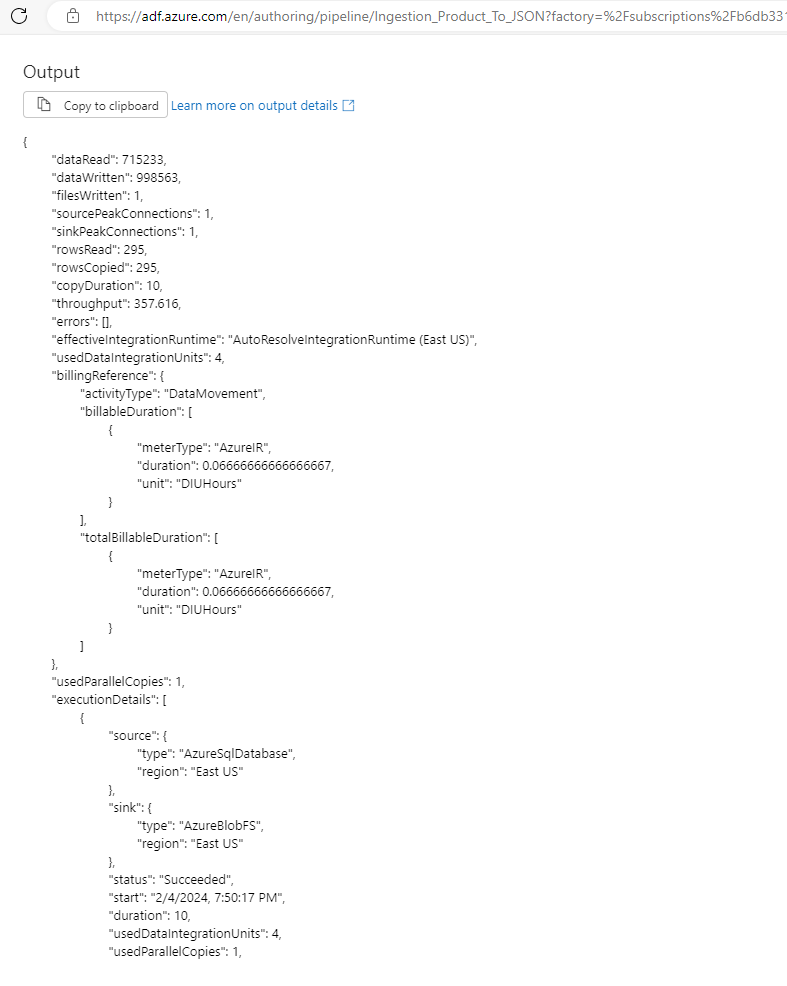 https://adf.azure.com/en/authoring/pipeline/Ingestion_Product_To_JSON?factory=%2Fsubscriptions%2Fb6db331
Output
Copy to clipboard Learn more on output details
{
"dataRead": 715233,
"dataWritten": 998563,
"filesWritten": 1,
"sourcePeakConnections": 1,
"sinkPeakConnections": 1,
"rowsRead": 295,
"rowsCopied": 295,
"copyDuration": 10,
"throughput": 357.616,
"errors": [],
"effectiveIntegrationRuntime": "AutoResolveIntegrationRuntime (East US)",
"usedDataIntegrationUnits": 4,
"billingReference": {
"activityType": "DataMovement",
"billableDuration": [
{
"meterType": "AzureIR",
"duration": 0.06666666666666667,
"unit": "DIUHours"
}
],
"totalBillableDuration": [
{
"meterType": "AzureIR",
"duration": 0.06666666666666667,
"unit": "DIUHours"
}
]
},
"usedParallelCopies": 1,
"executionDetails": [
{
"source": {
"type": "AzureSqlDatabase",
"region": "East US"
},
"sink": {
"type": "AzureBlobFS",
"region": "East US"
},
"status": "Succeeded",
"start": "2/4/2024, 7:50:17 PM",
"duration": 10,
"usedDataIntegrationUnits": 4,
"usedParallelCopies": 1,